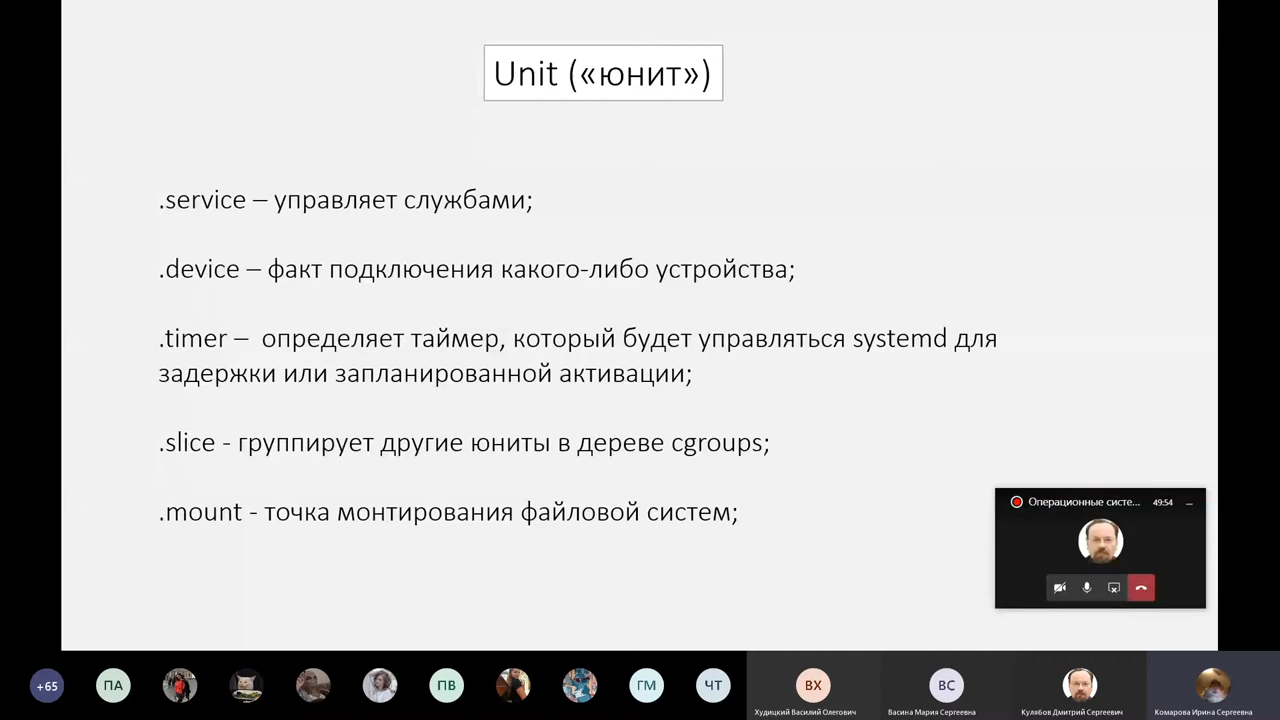 Unit («юнит»)
.service – управляет службами;
.device – факт подключения какого-либо устройства;
.timer –  определяет таймер, который будет управляться systemd для
задержки или запланированной активации;
.slice - группирует другие юниты в дереве cgroups;
.mount - точка монтирования файловой систем;
Операционные систе... 49:54
+65 ПА ПВ ГМ ЧТ ВХ ВС
Худицкий Василий Олегович Васина Мария Сергеевна Кулябов Дмитрий Сергеевич Комарова Ирина Сергеевна